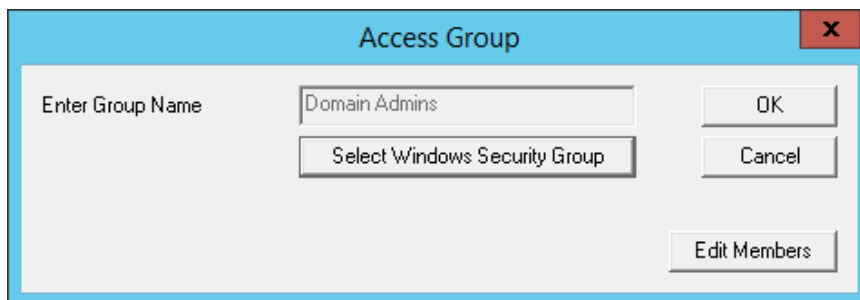 Access Group
x
Enter Group Name
Domain Admins
OK
Select Windows Security Group
Cancel
Edit Members